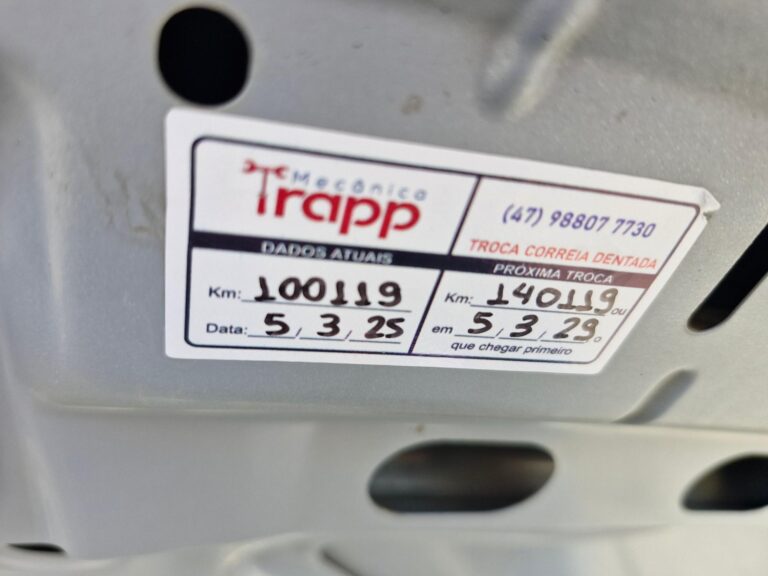 Mecânica
Trapp
(47) 98807 7730
TROCA CORREIA DENTADA
DADOS ATUAIS
Km: 100119
Data: 5/3/25
PRÓXIMA TROCA
Km: 140119 ou
em 5/3/29 o
que chegar primeiro